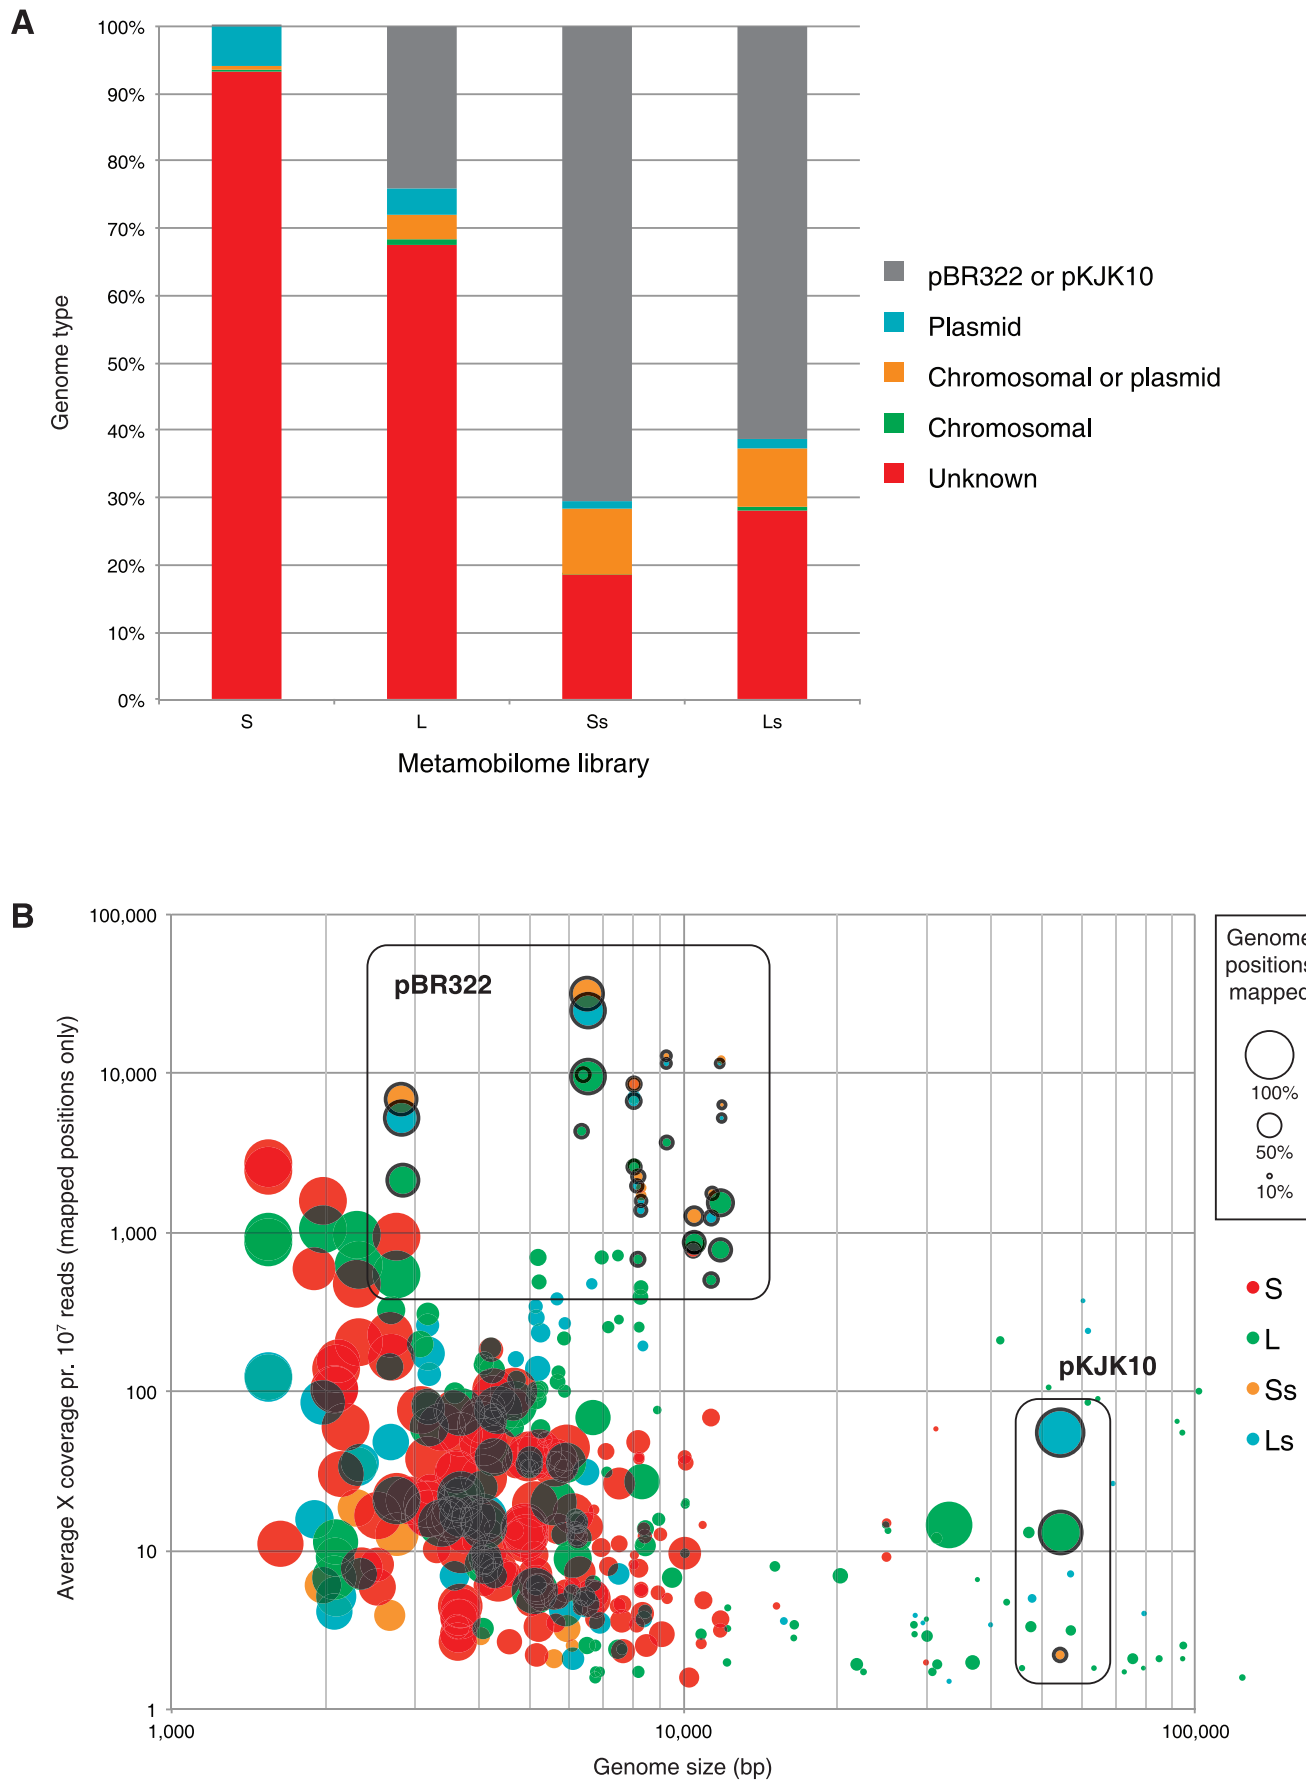 A
100%
90%
80%
70%
60%
50%
40%
30%
20%
10%
0%
Genome type
S
L
Ss
Ls
Metamobilome library
pBR322 or pKJK10
Plasmid
Chromosomal or plasmid
Chromosomal
Unknown
B
100,000
10,000
1,000
100
10
1
Average X coverage pr. 10⁷ reads (mapped positions only)
pBR322
pKJK10
1,000
10,000
100,000
Genome size (bp)
Genome
positions
mapped
100%
50%
10%
S
L
Ss
Ls